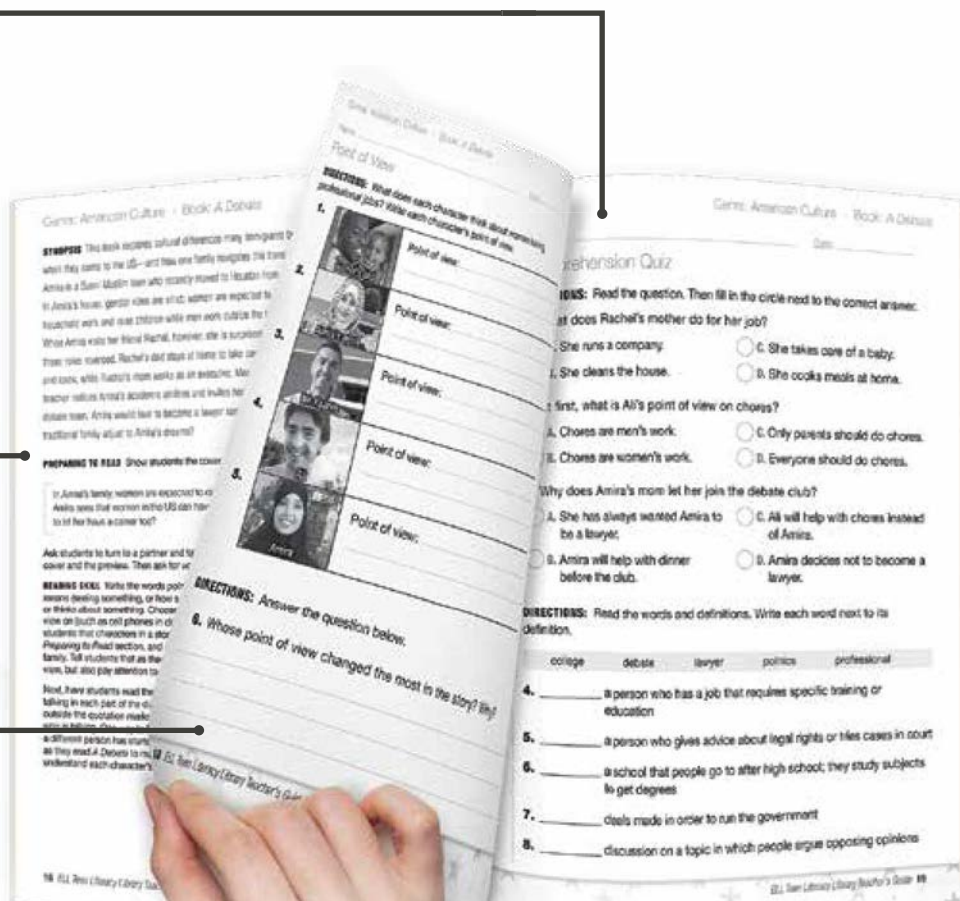 Genre: American Culture • Book: A Debate
SYNOPSIS This book explores cultural differences many immigrants
when they come to the US—and how one family navigates this
Amira is a Sunni Muslim teen who recently moved to Houston from
In Amira's house, gender roles are strict: women are expected to
household work and raise children while men work outside the
When Amira visits her friend Rachel, however, she is surprised
these roles reversed. Rachel's dad stays at home to take
and cook, while Rachel's mom works as an executive.
teacher notices Amira's academic abilities and invites her
debate team. Amira would love to become a lawyer
traditional family adjust to Amira's dreams?
PREPARING TO READ Show students the cover
In Amira's family, women are expected to
Amira sees that women in the US can have
to let her have a career too?
Ask students to turn to a partner and
cover and the preview. Then ask for
READING SKILL Write the words point
means seeing something, or how a
or thinks about something. Choose
view on (such as cell phones in
students that characters in a story
Preparing to Read section, and
family. Tell students that as they
view, but also pay attention to
Next, have students read the
talking in each part of the
outside the quotation marks
a different person has
as they read A Debate to
understand each character's
Genre: American Culture • Book: A Debate
Name
Point of View
DIRECTIONS: What does each character think about women having
professional jobs? Write each character's point of view.
1.
Point of view:
2.
Point of view:
3.
Point of view:
4.
Point of view:
5.
Point of view:
Amira
DIRECTIONS: Answer the question below.
6. Whose point of view changed the most in the story? Why?
ELL Teen Literacy Library Teacher's Guide
Genre: American Culture • Book: A Debate
Date
rehension Quiz
IONS: Read the question. Then fill in the circle next to the correct answer.
at does Rachel's mother do for her job?
She runs a company.
C. She takes care of a baby.
She cleans the house.
D. She cooks meals at home.
t first, what is Ali's point of view on chores?
A. Chores are men's work.
C. Only parents should do chores.
B. Chores are women's work.
D. Everyone should do chores.
Why does Amira's mom let her join the debate club?
A. She has always wanted Amira to
be a lawyer.
C. Ali will help with chores instead
of Amira.
B. Amira will help with dinner
before the club.
D. Amira decides not to become a
lawyer.
DIRECTIONS: Read the words and definitions. Write each word next to its
definition.
college debate lawyer politics professional
4. a person who has a job that requires specific training or
education
5. a person who gives advice about legal rights or tries cases in court
6. a school that people go to after high school; they study subjects
to get degrees
7. deals made in order to run the government
8. discussion on a topic in which people argue opposing opinions
ELL Teen Literacy Library Teacher's Guide 19